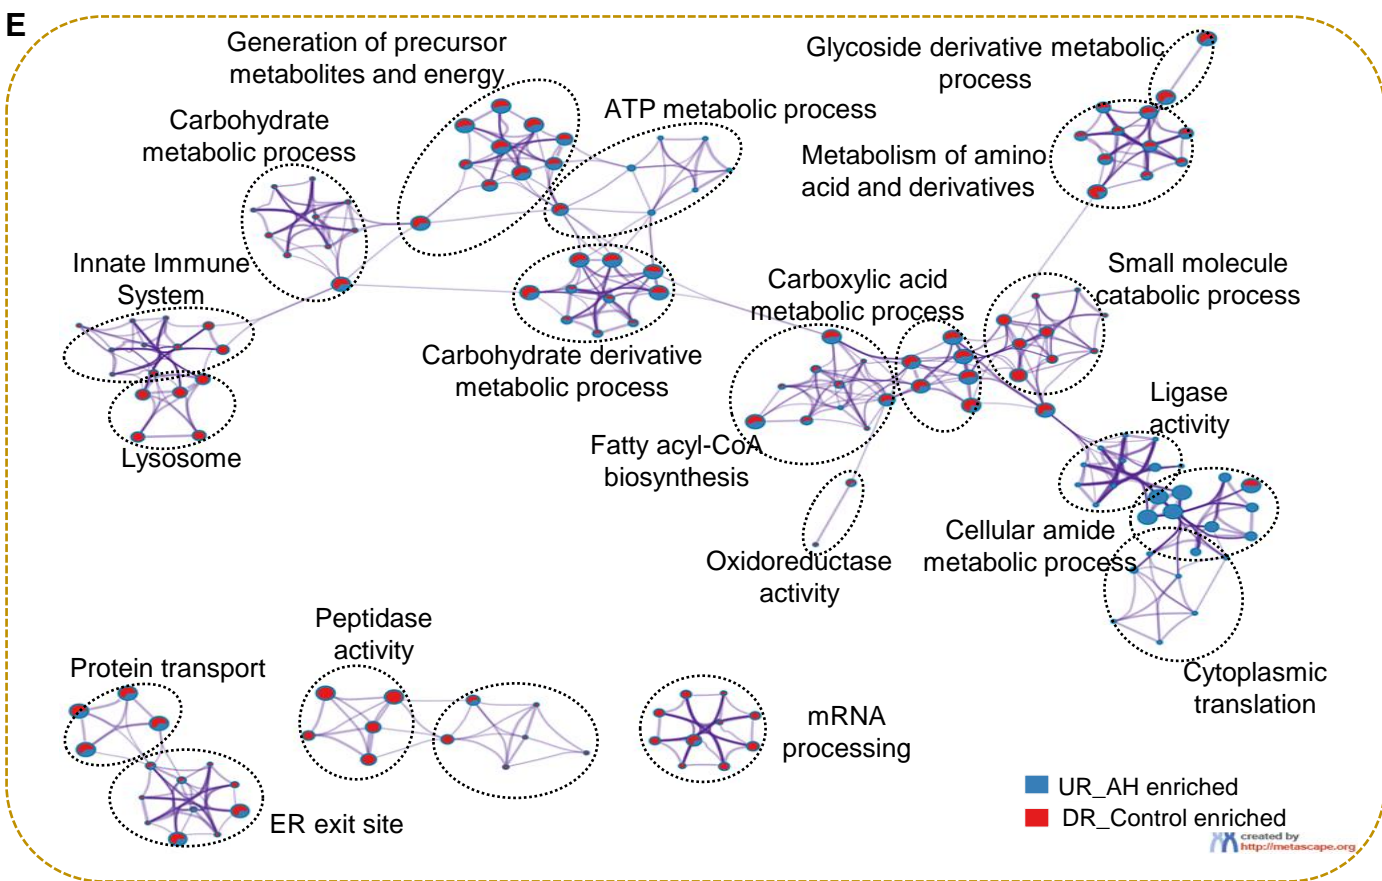 E
Generation of precursor
metabolites and energy
Glycoside derivative metabolic
process
Carbohydrate
metabolic process
ATP metabolic process
Metabolism of amino
acid and derivatives
Innate Immune
System
Carboxylic acid
metabolic process
Small molecule
catabolic process
Carbohydrate derivative
metabolic process
Ligase
activity
Lysosome
Fatty acyl-CoA
biosynthesis
Oxidoreductase
activity
Cellular amide
metabolic process
Peptidase
activity
Protein transport
Cytoplasmic
translation
mRNA
processing
ER exit site
UR_AH enriched
DR_Control enriched
created by
http://metascape.org